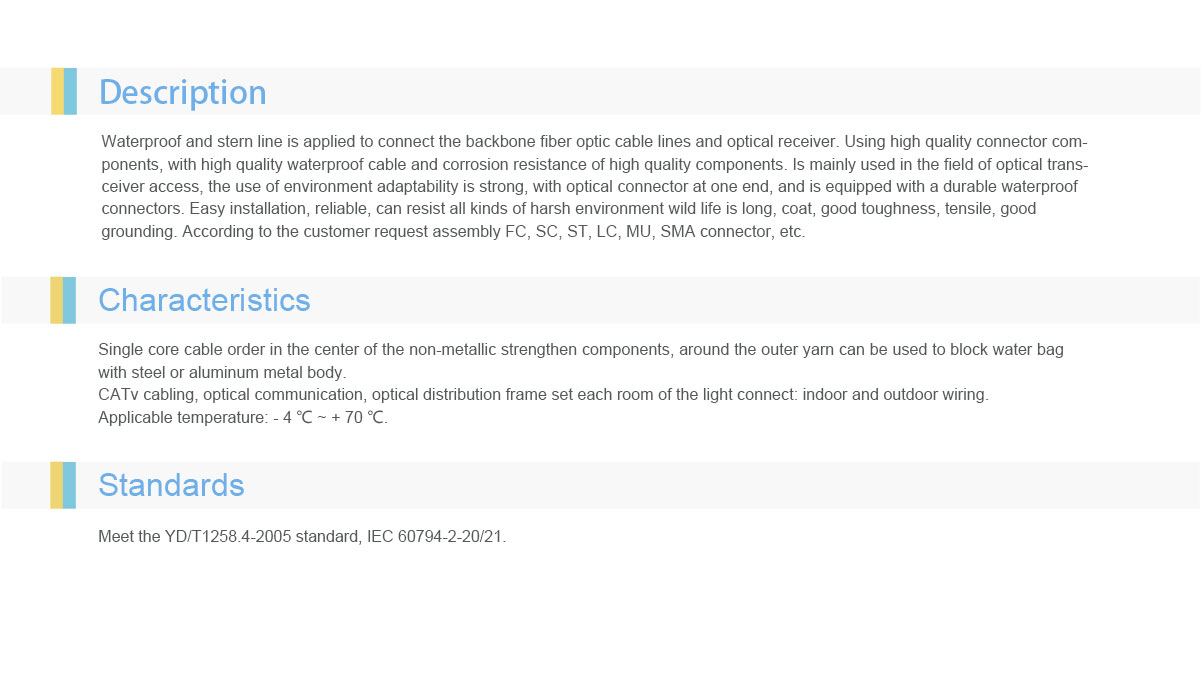 Description
Waterproof and stern line is applied to connect the backbone fiber optic cable lines and optical receiver. Using high quality connector com-
ponents, with high quality waterproof cable and corrosion resistance of high quality components. Is mainly used in the field of optical trans-
ceiver access, the use of environment adaptability is strong, with optical connector at one end, and is equipped with a durable waterproof
connectors. Easy installation, reliable, can resist all kinds of harsh environment wild life is long, coat, good toughness, tensile, good
grounding. According to the customer request assembly FC, SC, ST, LC, MU, SMA connector, etc.
Characteristics
Single core cable order in the center of the non-metallic strengthen components, around the outer yarn can be used to block water bag
with steel or aluminum metal body.
CATv cabling, optical communication, optical distribution frame set each room of the light connect: indoor and outdoor wiring.
Applicable temperature: - 4 ℃ ~ + 70 ℃.
Standards
Meet the YD/T1258.4-2005 standard, IEC 60794-2-20/21.